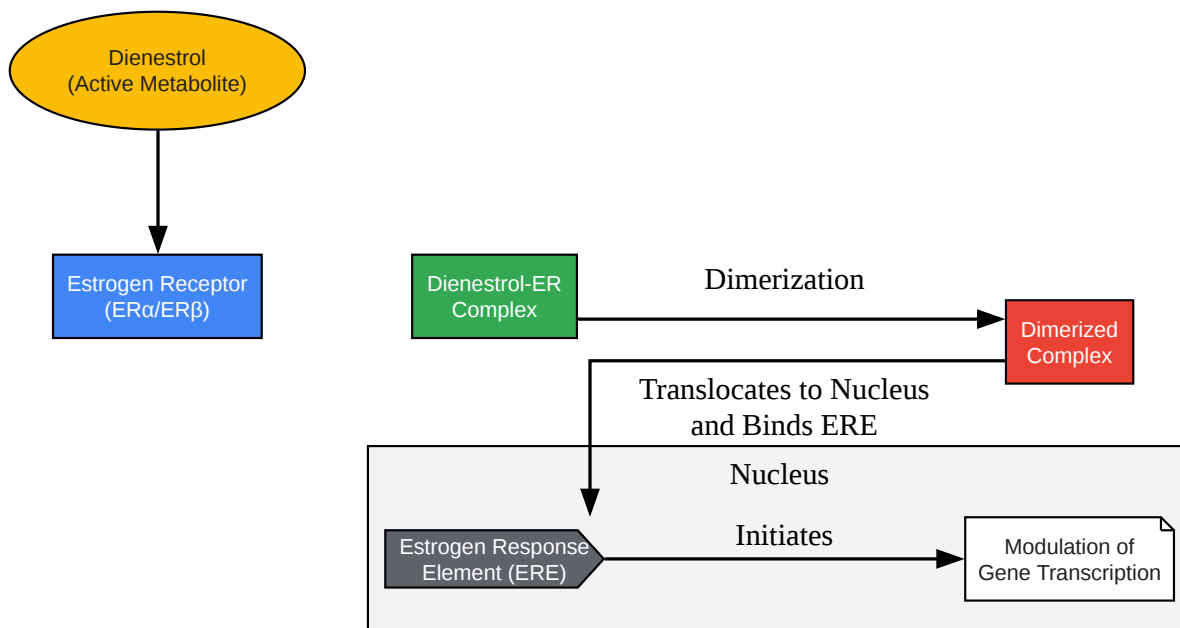 Dienestrol
(Active Metabolite)
Estrogen Receptor
(ERα/ERβ)
Dienestrol-ER
Complex
Dimerization
Dimerized
Complex
Translocates to Nucleus
and Binds ERE
Nucleus
Estrogen Response
Element (ERE)
Initiates
Modulation of
Gene Transcription